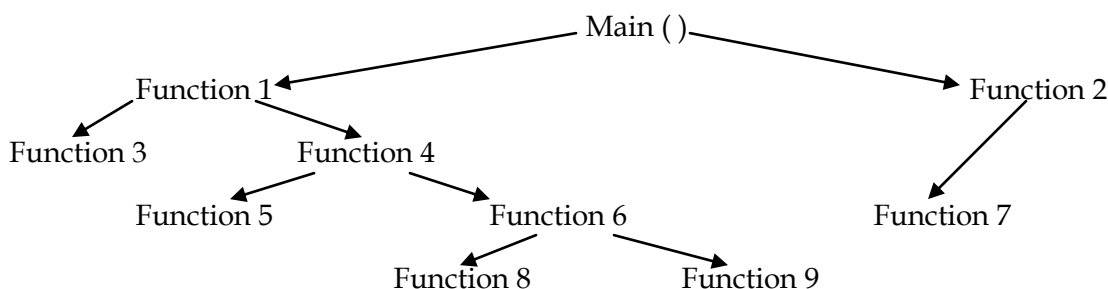 Main ( )
Function 1
Function 2
Function 3
Function 4
Function 5
Function 6
Function 7
Function 8
Function 9